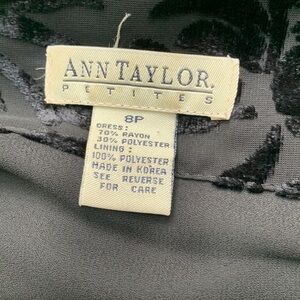 ANN TAYLOR.
PETITES
8P
DRESS:
70% RAYON
30% POLYESTER
LINING:
100% POLYESTER
MADE IN KOREA
SEE REVERSE
FOR CARE